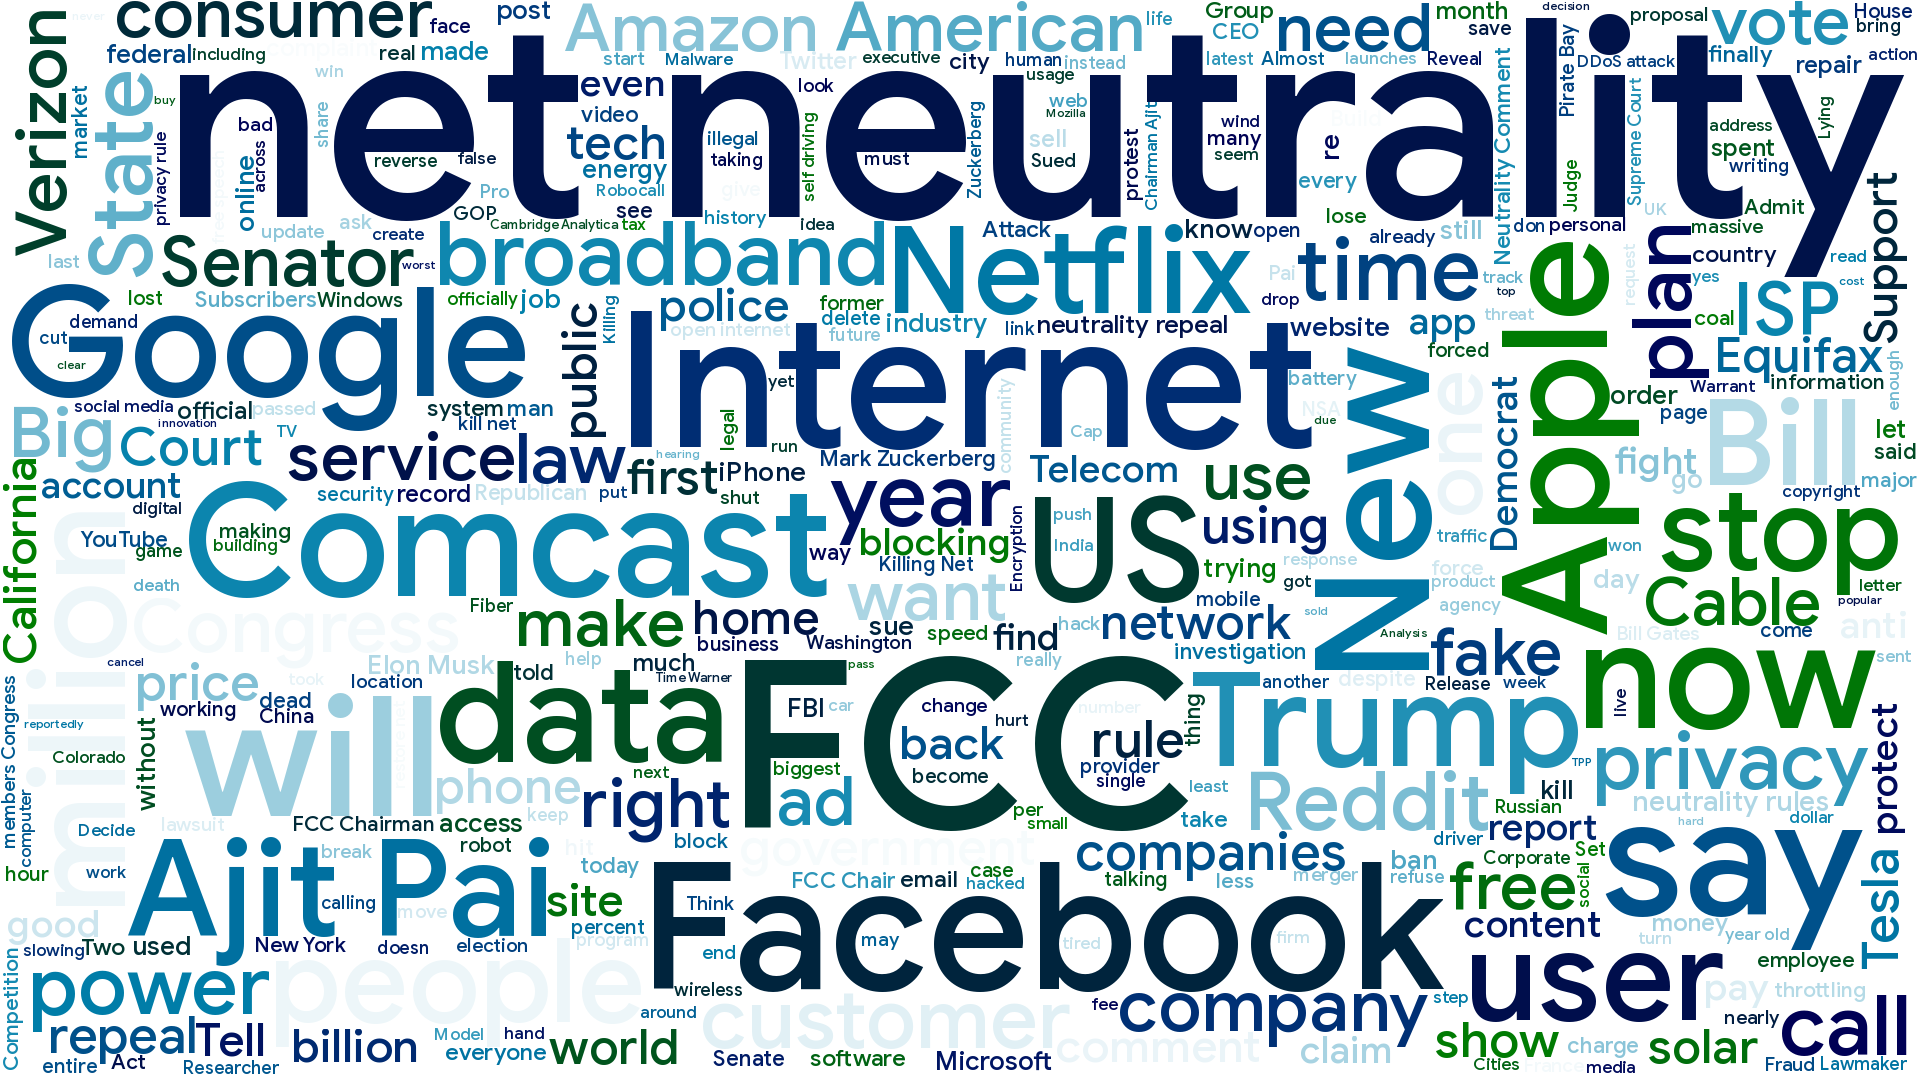 net neutrality
Verizon
consumer
federal
including
complaint
real
made
face
post
Amazon
American
life
Group
CEO
need
month
save
proposal
decision
vote
House
bring
finally
action
repair
never
market
State
buy
privacy rule
bad
across
online
free speech
win
share
reverse
false
start
Malware
Twitter
executive
city
human
instead
usage
latest
Almost
launches
Reveal
DDoS attack
Pirate Bay
even
video
tech
energy
Robocall
see
illegal
taking
look
self driving
must
Zuckerberg
web
Mozilla
sell
Sued
protest
Chairman Ajit
wind
many
seem
re
Build
every
Neutrality Comment
Judge
Supreme Court
address
spent
writing
Lying
Support
Admit
UK
massive
country
read
yes
cost
Pro
GOP
Cambridge Analytica
tax
give
history
idea
Attack
know
open
lose
already
still
don
personal
last
update
ask
create
Senator
worst
broadband
Netflix
Pai
time
track
top
threat
request
Apple
plan
coal
ISP
Equifax
lost
Subscribers
Windows
officially
job
police
former
delete
future
industry
link
drop
neutrality repeal
website
app
forced
open internet
Killing
public
Google
demand
cut
clear
Internet
yet
battery
New
one
Democrat
order
page
Warrant
information
enough
Bill
let
said
major
social media
innovation
official
passed
TV
system
man
kill net
legal
run
community
Cap
NSA
due
Big
Court
service
law
first
iPhone
shut
Mark Zuckerberg
Telecom
use
using
fight
go
copyright
California
account
digital
security
record
Republican
put
hearing
year
way
blocking
Killing Net
Encryption
US
push
India
trying
response
got
traffic
force
product
agency
won
day
stop
Cable
letter
popular
YouTube
game
death
making
building
Comcast
million
Congress
Fiber
make
home
business
want
Washington
sue
speed
find
hack
really
mobile
network
sold
investigation
Analysis
fake
Bill Gates
come
anti
sent
cancel
price
working
dead
China
location
took
Elon Musk
told
help
much
Time Warner
pass
despite
another
Release
week
now
live
members Congress
reportedly
Colorado
without
computer
will
data
next
FCC
FBI
car
change
hurt
back
become
number
rule
provider
single
thing
Trump
TPP
privacy
protect
Decide
lawsuit
phone
right
biggest
ad
per
small
least
take
Reddit
kill
Russian
report
neutrality rules
dollar
hard
hour
work
FCC Chairman
access
robot
break
keep
hit
block
today
government
companies
driver
ban
refuse
Corporate
Set
social
say
Tesla
good
slowing
Ajit Pai
calling
move
site
percent
program
FCC Chair
email
case
hacked
talking
less
merger
free
content
money
turn
year old
Think
end
may
tired
firm
Facebook
Two
used
New York
doesn
election
user
employee
pay
throttling
Competition
power
people
wireless
around
customer
fee
company
step
nearly
call
repeal
Tell
billion
Model
hand
everyone
world
Senate
software
Microsoft
comment
claim
show
charge
solar
entire
Act
Researcher
Cities
France
media
Fraud
Lawmaker